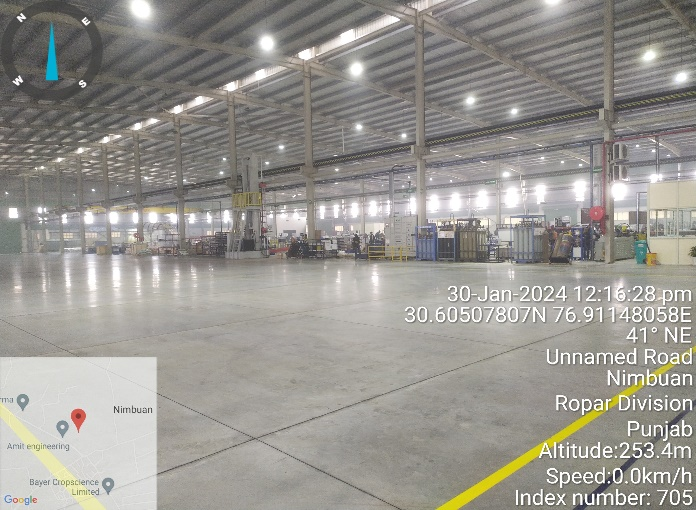 N
E
W
S
30-Jan-2024 12:16:28 pm
30.60507807N 76.91148058E
41° NE
Unnamed Road
Nimbuan
Ropar Division
Punjab
Altitude:253.4m
Speed:0.0km/h
Index number: 705
rma
Nimbuan
Amit engineering
Bayer Cropscience
Limited
Google